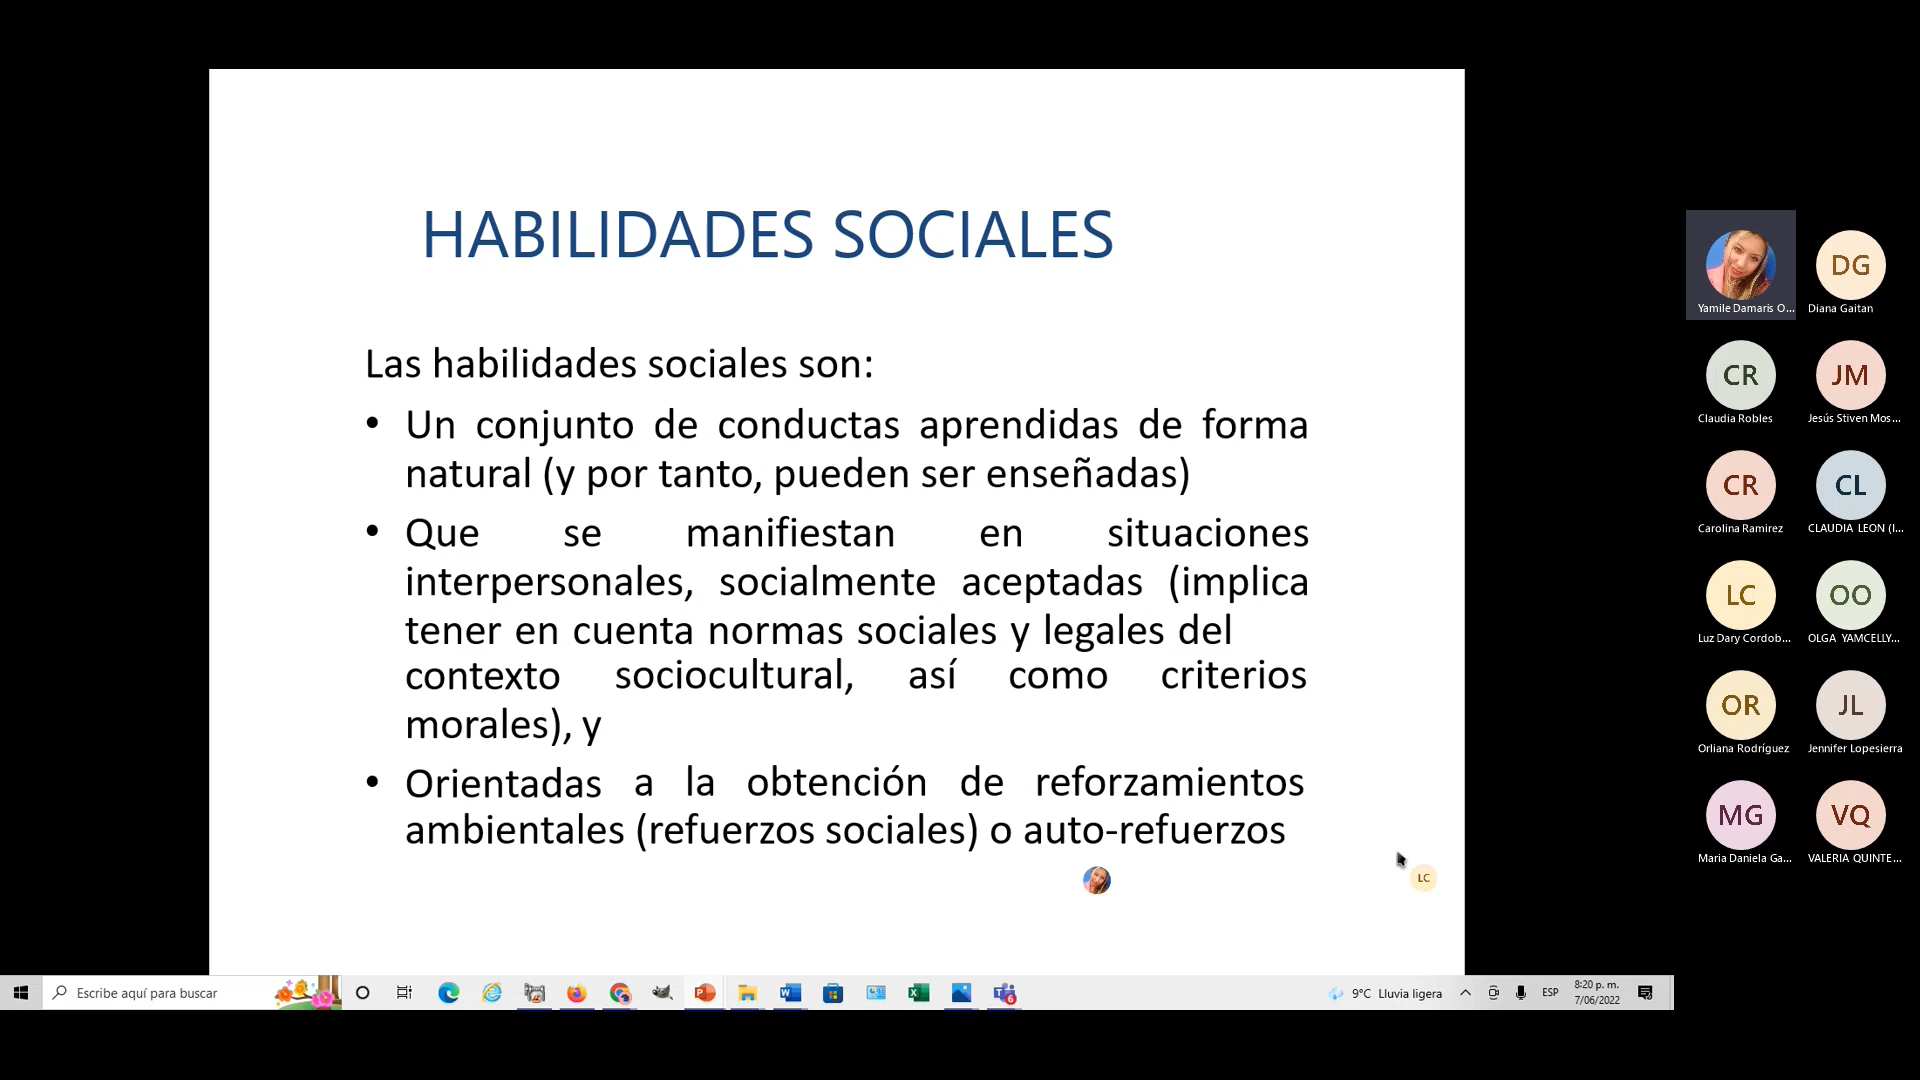 HABILIDADES SOCIALES
Las habilidades sociales son:
• Un conjunto de conductas aprendidas de forma
natural (y por tanto, pueden ser enseñadas)
• Que se manifiestan en situaciones
interpersonales, socialmente aceptadas (implica
tener en cuenta normas sociales y legales del
contexto sociocultural, así como criterios
morales), y
• Orientadas a la obtención de reforzamientos
ambientales (refuerzos sociales) o auto-refuerzos
LC
Yamile Damaris O...
DG
Diana Gaitan
CR
Claudia Robles
JM
Jesús Stiven Mos...
CR
Carolina Ramirez
CL
CLAUDIA LEON (I...
LC
Luz Dary Cordob...
OO
OLGA YAMCELLY...
OR
Orliana Rodríguez
JL
Jennifer Lopesierra
MG
Maria Daniela Ga...
VQ
VALERIA QUINTE...
Escribe aquí para buscar
6
9°C Lluvia ligera
ESP
8:20 p. m.
7/06/2022